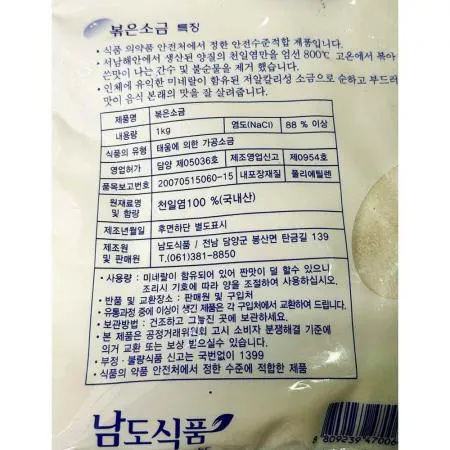 볶은소금 특징
• 식품 의약품 안전처에서 정한 안전수준적합 제품입니다.
• 서남해안에서 생산된 양질의 천일염만을 엄선 800℃ 고온에서 볶아
쓴맛이 나는 간수 및 불순물을 제거 했습니다.
• 인체에 유익한 미네랄이 함유된 저알칼리성 소금으로 순하고 부드러
맛이 음식 본래의 맛을 잘 살려줍니다.
제품명 볶은소금
내용량 1kg 염도(NaCl) 88 % 이상
식품의 유형 태움에 의한 가공소금
영업허가 담양 제05036호 제조영업신고 제0954호
품목보고번호 20070515060-15 내포장재질 폴리에틸렌
원재료명 및 함량 천일염100 %(국내산)
제조년월일 후면하단 별도표시
제조원 및 판매원 남도식품 / 전남 담양군 봉산면 탄금길 139
T.(061)381-8850
• 사용량 : 미네랄이 함유되어 있어 짠맛이 덜 할수 있으니
조리시 기호에 따라 양을 조절하여 사용하십시오.
• 반품 및 교환장소 : 판매원 및 구입처
• 유통과정 중에 이상이 생긴 제품은 각 구입처에서 교환하여 드립니다.
• 보관방법 : 건조하고 그늘진 곳에 보관하세요.
• 본 제품은 공정거래위원회 고시 소비자 분쟁해결 기준에
의거 교환 또는 보상 받으실수 있습니다.
• 부정·불량식품 신고는 국번없이 1399
• 식품의 약품 안전처에서 정한 수준에 적합한 제품
남도식품
8 809239 47006